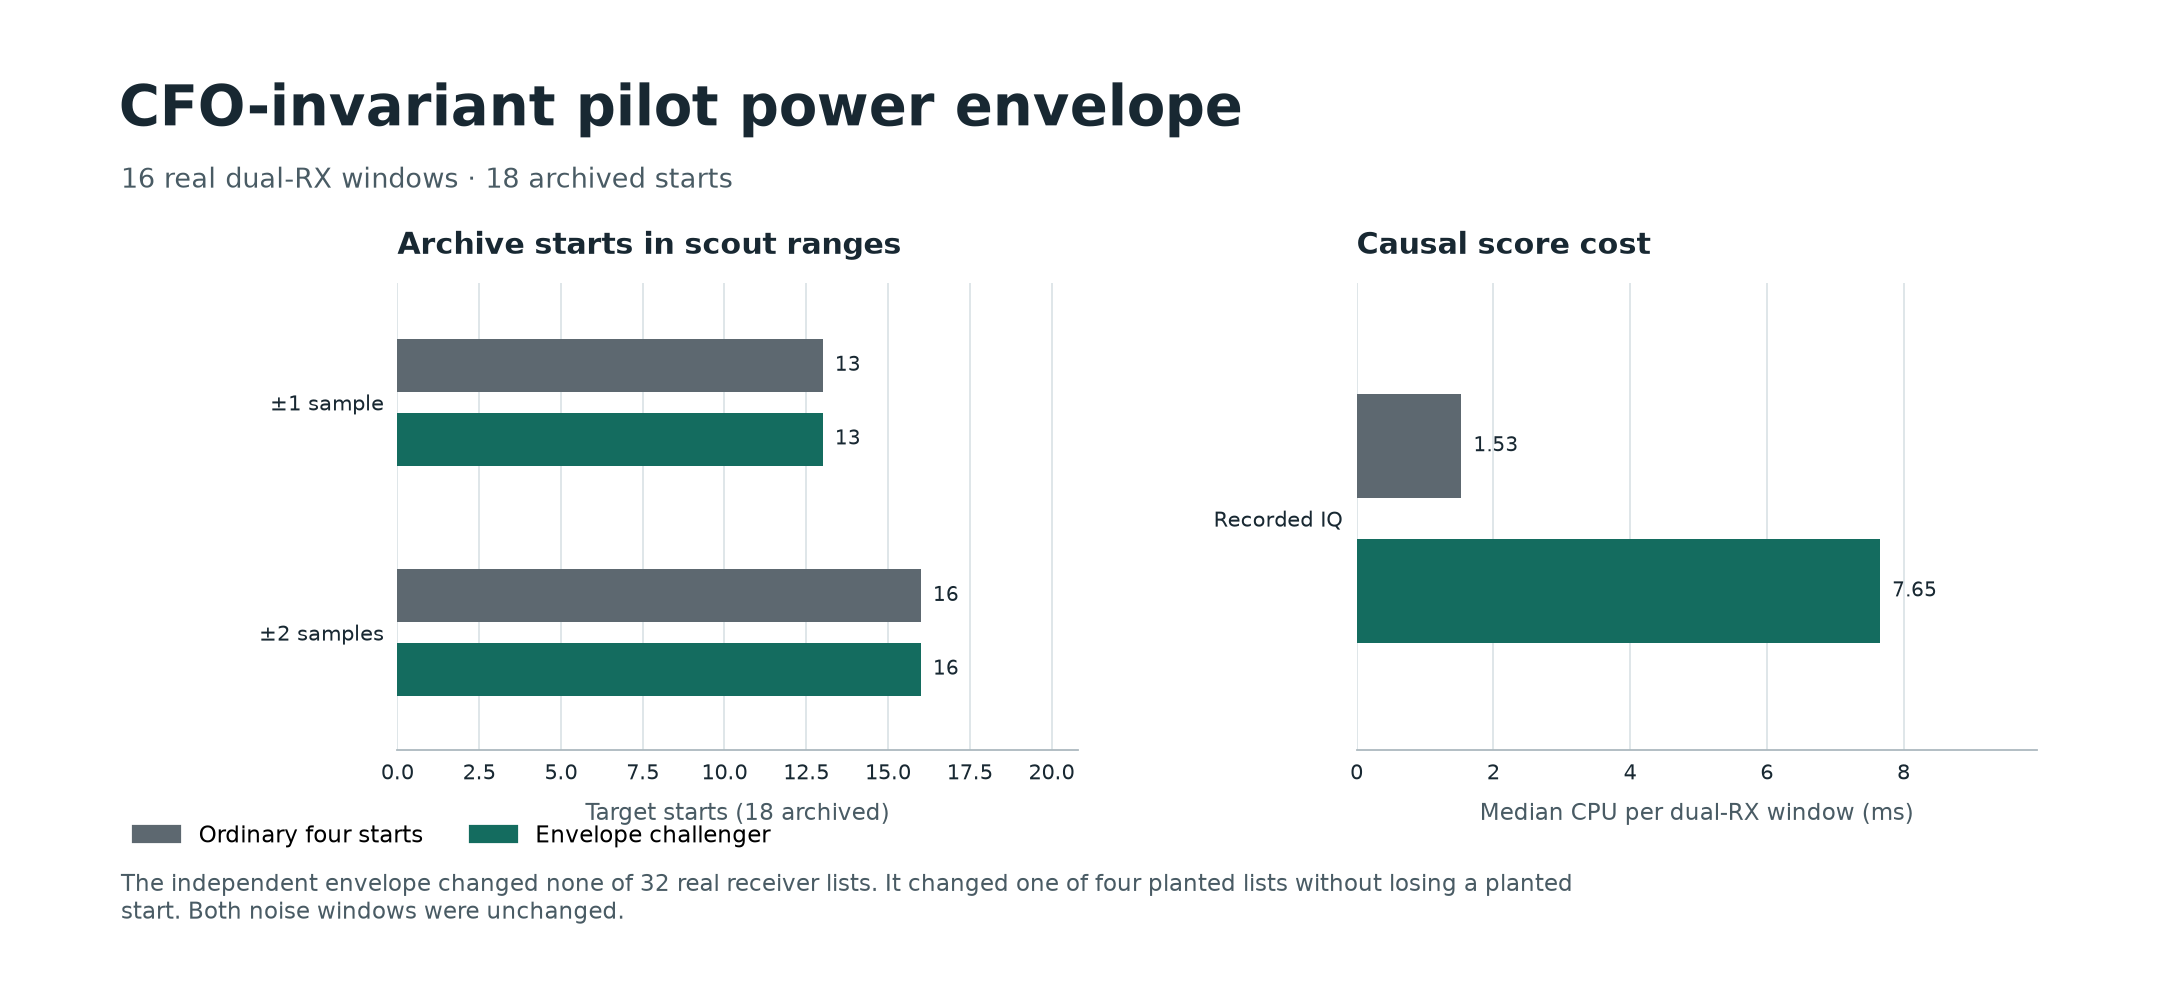 CFO-invariant pilot power envelope
16 real dual-RX windows · 18 archived starts
Archive starts in scout ranges
±1 sample
13
13
±2 samples
16
16
0.0 2.5 5.0 7.5 10.0 12.5 15.0 17.5 20.0
Target starts (18 archived)
Causal score cost
Recorded IQ
1.53
7.65
0 2 4 6 8
Median CPU per dual-RX window (ms)
Ordinary four starts
Envelope challenger
The independent envelope changed none of 32 real receiver lists. It changed one of four planted lists without losing a planted
start. Both noise windows were unchanged.